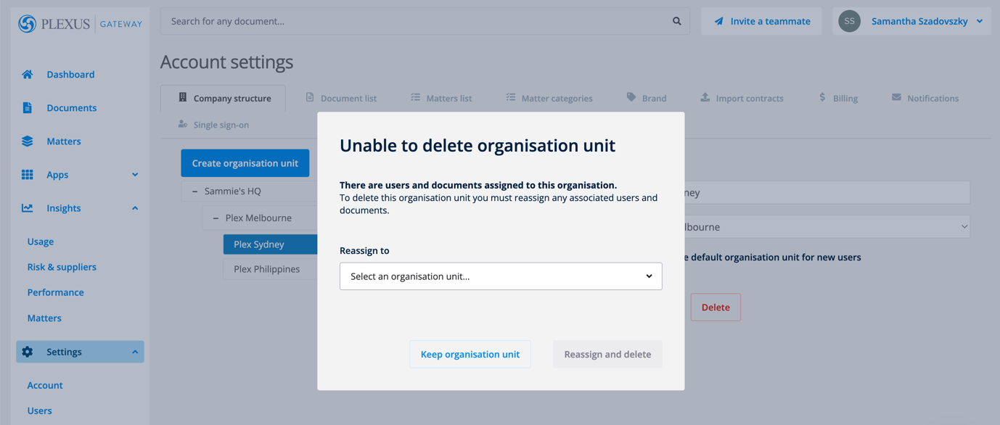 PLEXUS GATEWAY
Search for any document...
Invite a teammate
SS
Samantha Szadovszky
Dashboard
Documents
Matters
Apps
Insights
Usage
Risk & suppliers
Performance
Matters
Settings
Account
Users
Account settings
Company structure
Document list
Matters list
Matter categories
Brand
Import contracts
Billing
Notifications
Single sign-on
Create organisation unit
Sammie's HQ
Plex Melbourne
Plex Sydney
Plex Philippines
ney
lbourne
e default organisation unit for new users
Delete
Unable to delete organisation unit
There are users and documents assigned to this organisation.
To delete this organisation unit you must reassign any associated users and
documents.
Reassign to
Select an organisation unit...
Keep organisation unit
Reassign and delete